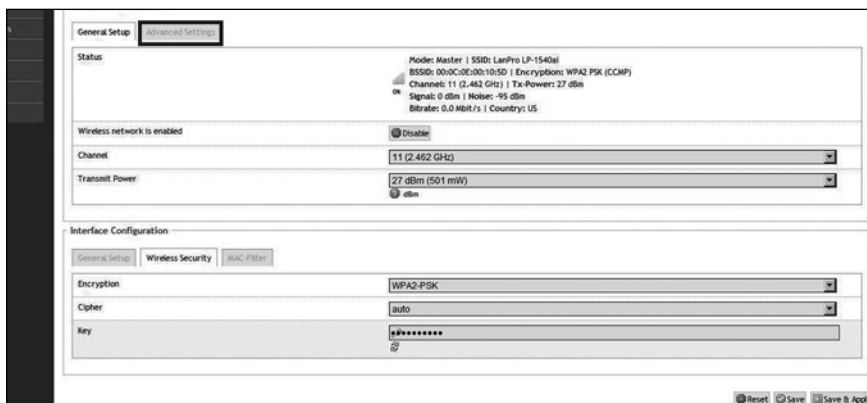 General Setup Advanced Settings
Status
Mode: Master | SSID: LanPro LP-1540ai
BSSID: 00:0C:0E:00:10:5D | Encryption: WPA2 PSK (CCMP)
Channel: 11 (2.462 GHz) | Tx-Power: 27 dBm
Signal: 0 dBm | Noise: -95 dBm
Bitrate: 0.0 Mbit/s | Country: US
ON
Wireless network is enabled Disable
Channel 11 (2.462 GHz)
Transmit Power 27 dBm (501 mW)
dBm
Interface Configuration
General Setup Wireless Security MAC-Filter
Encryption WPA2-PSK
Cipher auto
Key ••••••••••
Reset Save Save & App